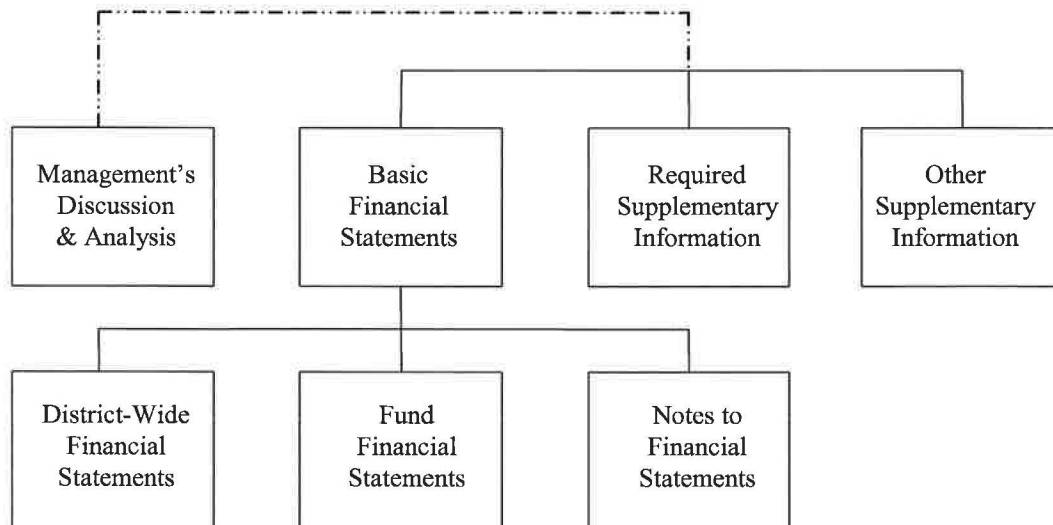 Management’s
Discussion
& Analysis
Basic
Financial
Statements
Required
Supplementary
Information
Other
Supplementary
Information
District-Wide
Financial
Statements
Fund
Financial
Statements
Notes to
Financial
Statements